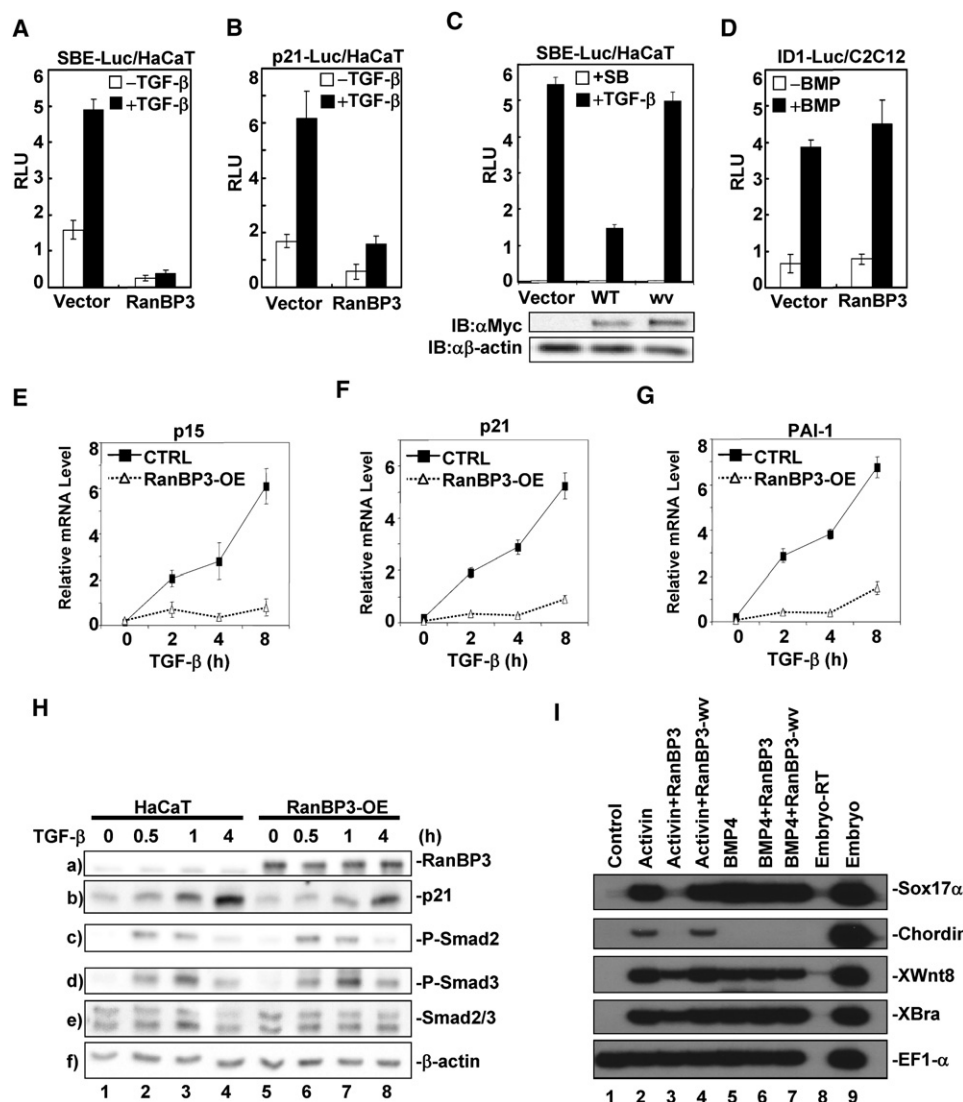 A
SBE-Luc/HaCaT
−TGF-β
+TGF-β
RLU
6
5
4
3
2
1
0
Vector RanBP3
B
p21-Luc/HaCaT
−TGF-β
+TGF-β
RLU
8
6
4
2
0
Vector RanBP3
C
SBE-Luc/HaCaT
+SB
+TGF-β
RLU
6
5
4
3
2
1
0
Vector WT wv
IB:αMyc
IB:αβ-actin
D
ID1-Luc/C2C12
−BMP
+BMP
RLU
6
5
4
3
2
1
0
Vector RanBP3
E
p15
CTRL
RanBP3-OE
Relative mRNA Level
8
6
4
2
0
0 2 4 8
TGF-β (h)
F
p21
CTRL
RanBP3-OE
Relative mRNA Level
8
6
4
2
0
0 2 4 8
TGF-β (h)
G
PAI-1
CTRL
RanBP3-OE
Relative mRNA Level
8
6
4
2
0
0 2 4 8
TGF-β (h)
H
HaCaT RanBP3-OE
TGF-β 0 0.5 1 4 0 0.5 1 4 (h)
a) -RanBP3
b) -p21
c) -P-Smad2
d) -P-Smad3
e) -Smad2/3
f) -β-actin
1 2 3 4 5 6 7 8
I
Control
Activin
Activin+RanBP3
Activin+RanBP3-wv
BMP4
BMP4+RanBP3
BMP4+RanBP3-wv
Embryo-RT
Embryo
-Sox17α
-Chordin
-XWnt8
-XBra
-EF1-α
1 2 3 4 5 6 7 8 9